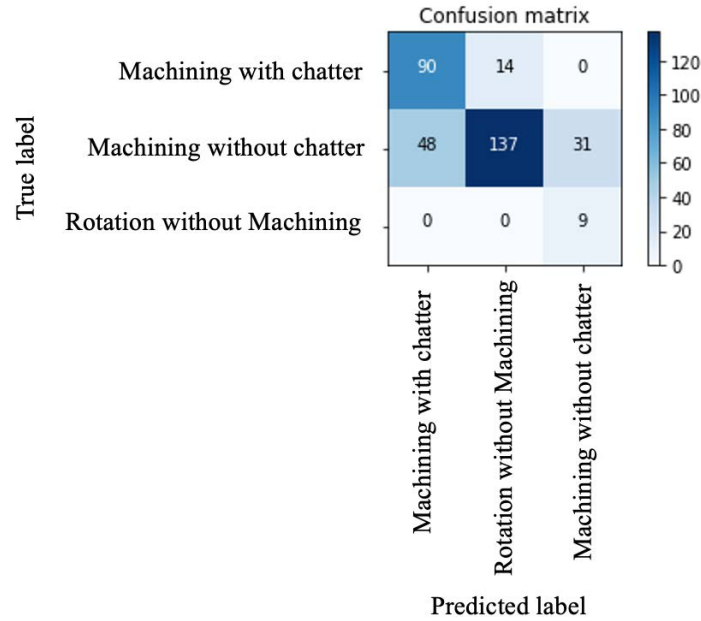 Confusion matrix
True label
Machining with chatter
Machining without chatter
Rotation without Machining
90 14 0
48 137 31
0 0 9
120
100
80
60
40
20
0
Machining with chatter
Rotation without Machining
Machining without chatter
Predicted label